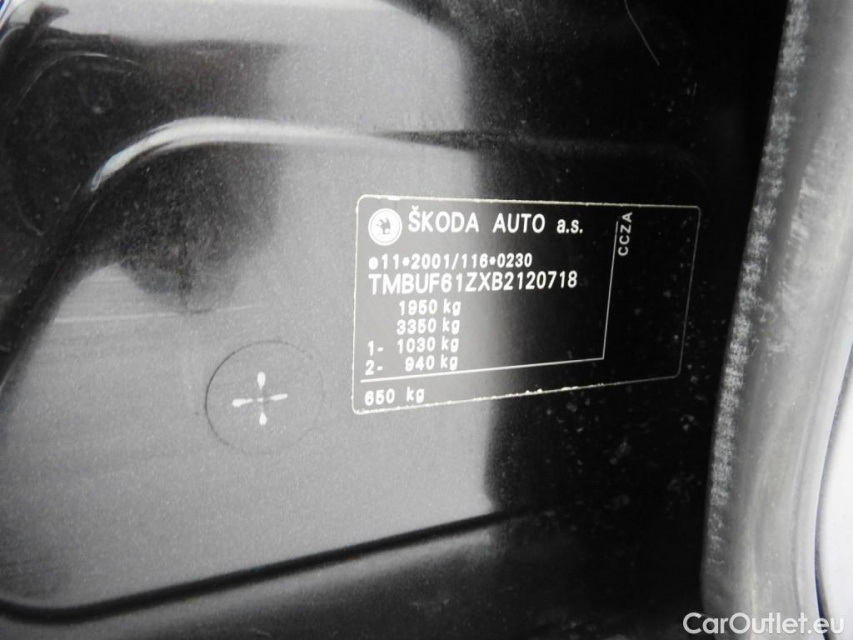 ŠKODA AUTO a.s.
e11*2001/116*0230
TMBUF61ZXB2120718
1950 kg
3350 kg
1- 1030 kg
2- 940 kg
650 kg
CCZA
CarOutlet.eu